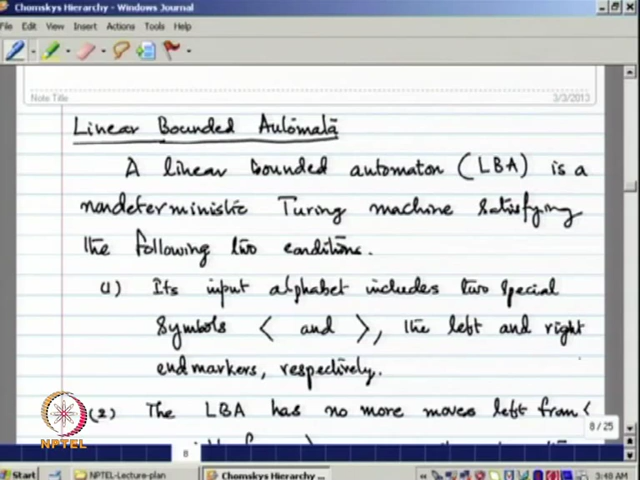 Chomskys Hierarchy - Windows Journal
File Edit View Insert Actions Tools Help
Note Title 3/3/2013
Linear Bounded Automata
A linear bounded automaton (LBA) is a
nondeterministic Turing machine satisfying
the following two conditions.
(1) Its input alphabet includes two special
symbols < and >, the left and right
endmarkers, respectively.
(2) The LBA has no more moves left from <
8 / 25
NPTEL
8
Start NPTEL-Lecture-plan Chomskys Hierarchy - ... 3:48 AM